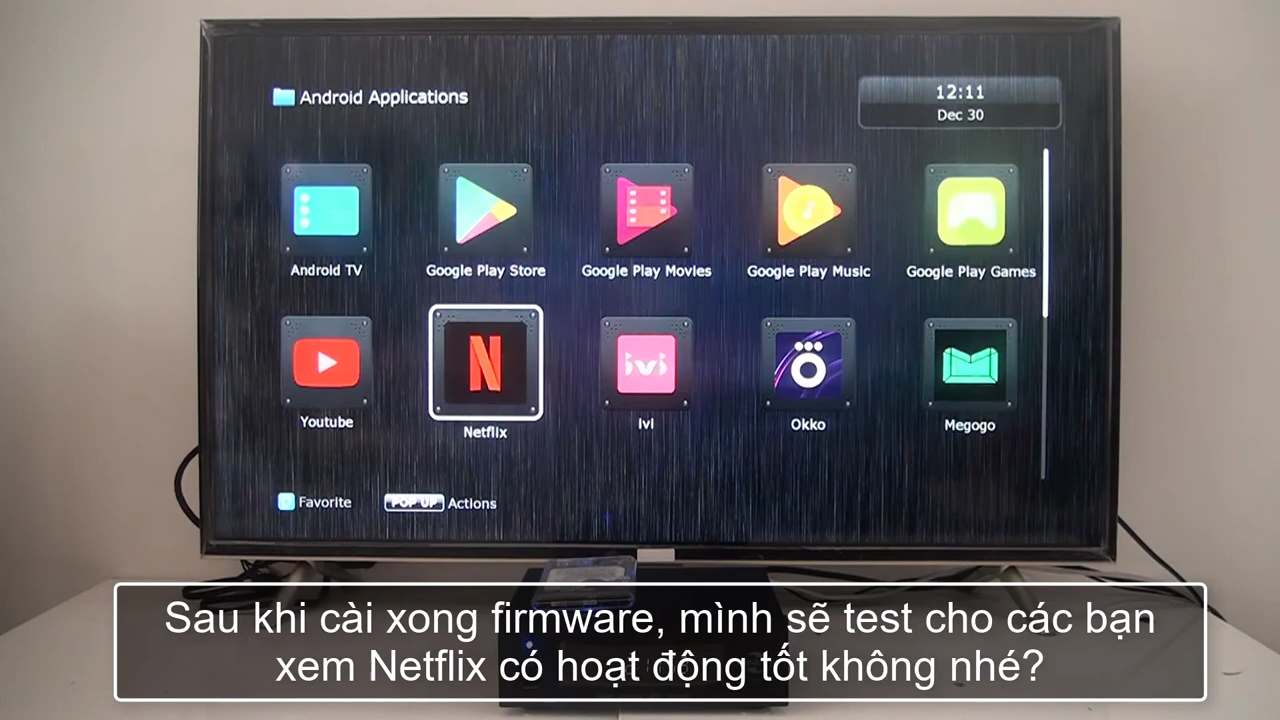 Android Applications
12:11
Dec 30
Android TV
Google Play Store
Google Play Movies
Google Play Music
Google Play Games
N
ivi
Youtube
Netflix
Ivi
Okko
Megogo
Favorite
POP UP Actions
Sau khi cài xong firmware, mình sẽ test cho các bạn
xem Netflix có hoạt động tốt không nhé?